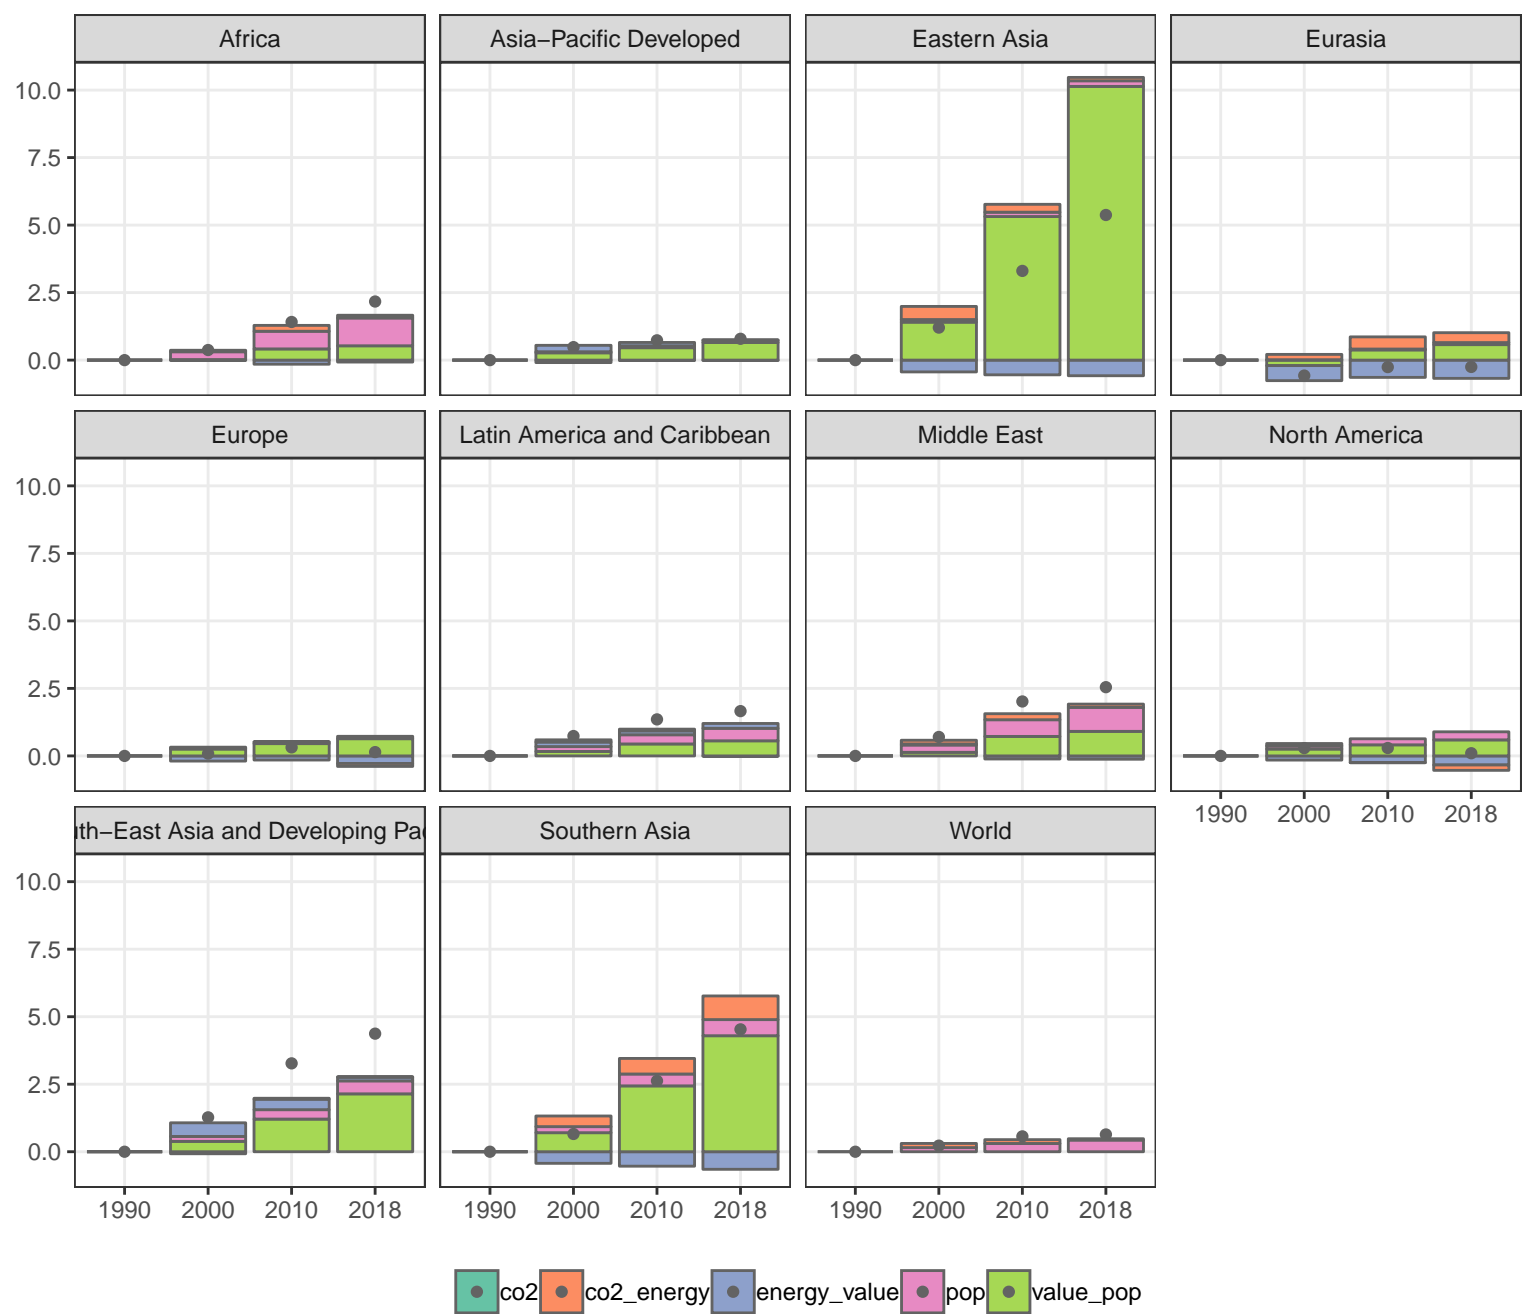 Africa
Asia−Pacific Developed
Eastern Asia
Eurasia
10.0
7.5
5.0
2.5
0.0
Europe
Latin America and Caribbean
Middle East
North America
10.0
7.5
5.0
2.5
0.0
1990 2000 2010 2018
th−East Asia and Developing Pa
Southern Asia
World
10.0
7.5
5.0
2.5
0.0
1990 2000 2010 2018
1990 2000 2010 2018
1990 2000 2010 2018
co2 co2_energy energy_value pop value_pop